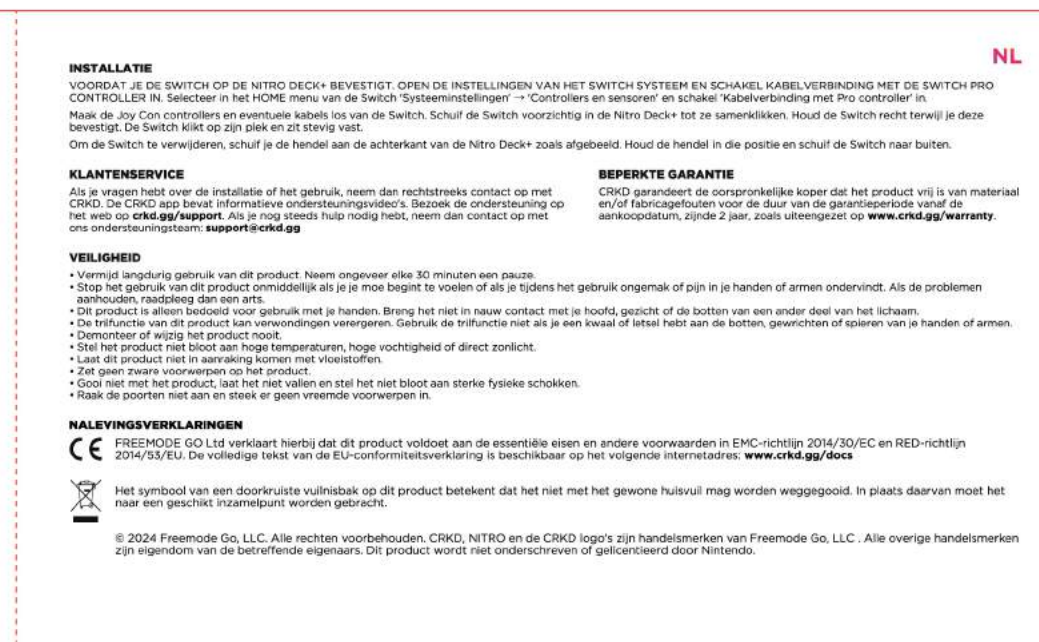 NL
INSTALLATIE
VOORDAT JE DE SWITCH OP DE NITRO DECK+ BEVESTIGT. OPEN DE INSTELLINGEN VAN HET SWITCH SYSTEEM EN SCHAKEL KABELVERBINDING MET DE SWITCH PRO
CONTROLLER IN. Selecteer in het HOME menu van de Switch 'Systeeminstellingen' → 'Controllers en sensoren' en schakel 'Kabelverbinding met Pro controller' in.
Maak de Joy Con controllers en eventuele kabels los van de Switch. Schuif de Switch voorzichtig in de Nitro Deck+ tot ze samenklikken. Houd de Switch recht terwijl je deze
bevestigt. De Switch klikt op zijn plek en zit stevig vast.
Om de Switch te verwijderen, schuif je de hendel aan de achterkant van de Nitro Deck+ zoals afgebeeld. Houd de hendel in die positie en schuif de Switch naar buiten.
KLANTENSERVICE
Als je vragen hebt over de installatie of het gebruik, neem dan rechtstreeks contact op met
CRKD. De CRKD app bevat informatieve ondersteuningsvideo's. Bezoek de ondersteuning op
het web op crkd.gg/support. Als je nog steeds hulp nodig hebt, neem dan contact op met
ons ondersteuningsteam: support@crkd.gg
BEPERKTE GARANTIE
CRKD garandeert de oorspronkelijke koper dat het product vrij is van materiaal
en/of fabricagefouten voor de duur van de garantieperiode vanaf de
aankoopdatum, zijnde 2 jaar, zoals uiteengezet op www.crkd.gg/warranty.
VEILIGHEID
• Vermijd langdurig gebruik van dit product. Neem ongeveer elke 30 minuten een pauze.
• Stop het gebruik van dit product onmiddellijk als je je moe begint te voelen of als je tijdens het gebruik ongemak of pijn in je handen of armen ondervindt. Als de problemen
aanhouden, raadpleeg dan een arts.
• Dit product is alleen bedoeld voor gebruik met je handen. Breng het niet in nauw contact met je hoofd, gezicht of de botten van een ander deel van het lichaam.
• De trilfunctie van dit product kan verwondingen verergeren. Gebruik de trilfunctie niet als je een kwaal of letsel hebt aan de botten, gewrichten of spieren van je handen of armen.
• Demonteer of wijzig het product nooit.
• Stel het product niet bloot aan hoge temperaturen, hoge vochtigheid of direct zonlicht.
• Laat dit product niet in aanraking komen met vloeistoffen.
• Zet geen zware voorwerpen op het product.
• Gooi niet met het product, laat het niet vallen en stel het niet bloot aan sterke fysieke schokken.
• Raak de poorten niet aan en steek er geen vreemde voorwerpen in.
NALEVINGSVERKLARINGEN
CE FREEMODE GO Ltd verklaart hierbij dat dit product voldoet aan de essentiële eisen en andere voorwaarden in EMC-richtlijn 2014/30/EC en RED-richtlijn
2014/53/EU. De volledige tekst van de EU-conformiteitsverklaring is beschikbaar op het volgende internetadres: www.crkd.gg/docs
Het symbool van een doorkruiste vuilnisbak op dit product betekent dat het niet met het gewone huisvuil mag worden weggegooid. In plaats daarvan moet het
naar een geschikt inzamelpunt worden gebracht.
© 2024 Freemode Go, LLC. Alle rechten voorbehouden. CRKD, NITRO en de CRKD logo's zijn handelsmerken van Freemode Go, LLC . Alle overige handelsmerken
zijn eigendom van de betreffende eigenaars. Dit product wordt niet onderschreven of gelicentieerd door Nintendo.